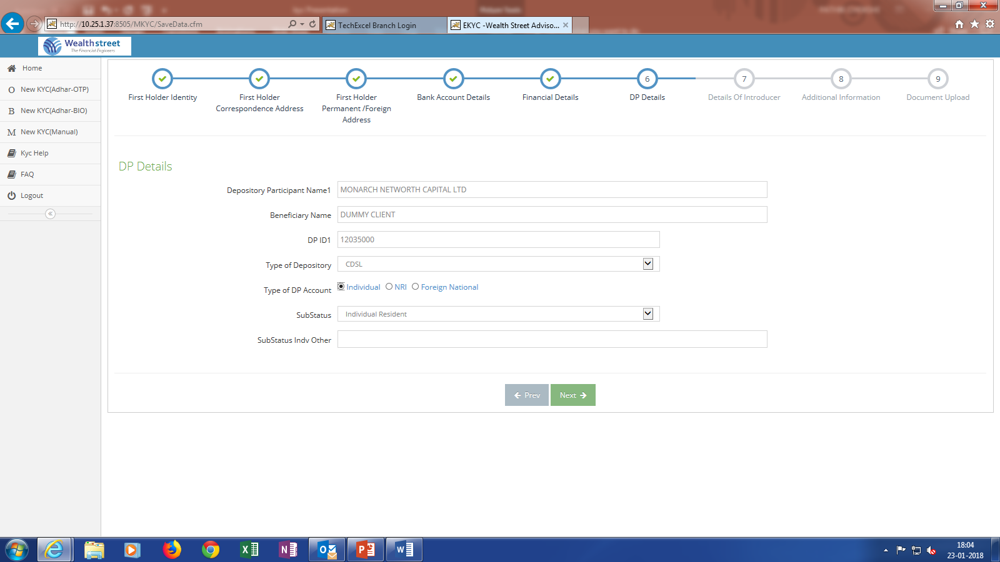 Kyc Presentation
http://10.25.1.37:8505/MKYC/SaveData.cfm
TechExcel Branch Login
EKYC -Wealth Street Adviso...
Wealthstreet
The Financial Engineers
Home
O New KYC(Adhar-OTP)
B New KYC(Adhar-BIO)
M New KYC(Manual)
Kyc Help
FAQ
Logout
6
7
8
9
First Holder Identity
First Holder
Correspondence Address
First Holder
Permanent /Foreign
Address
Bank Account Details
Financial Details
DP Details
Details Of Introducer
Additional Information
Document Upload
DP Details
Depository Participant Name1 MONARCH NETWORTH CAPITAL LTD
Beneficiary Name DUMMY CLIENT
DP ID1 12035000
Type of Depository CDSL
Type of DP Account Individual NRI Foreign National
SubStatus Individual Resident
SubStatus Indv Other
Prev
Next
18:04
23-01-2018